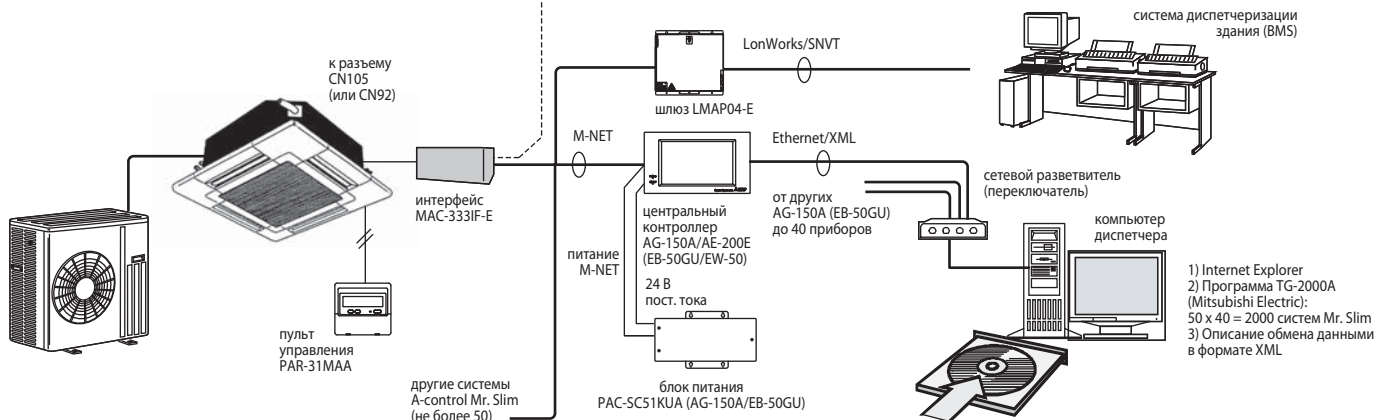 система диспетчеризации
здания (BMS)
LonWorks/SNVT
шлюз LMAP04-E
к разъему
CN105
(или CN92)
M-NET
Ethernet/XML
интерфейс
MAC-333IF-E
сетевой разветвитель
(переключатель)
от других
AG-150A (EB-50GU)
до 40 приборов
центральный
контроллер
AG-150A/AE-200E
(EB-50GU/EW-50)
компьютер
диспетчера
питание
M-NET
24 В
пост. тока
1) Internet Explorer
2) Программа TG-2000A
(Mitsubishi Electric):
50 x 40 = 2000 систем Mr. Slim
3) Описание обмена данными
в формате XML
пульт
управления
PAR-31MAA
другие системы
A-control Mr. Slim
(не более 50)
блок питания
PAC-SC51KUA (AG-150A/EB-50GU)